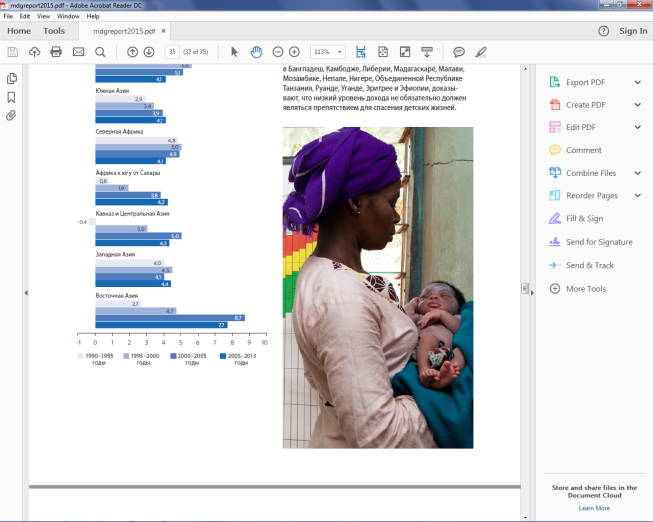 mdgreport2015.pdf - Adobe Acrobat Reader DC
File Edit View Window Help
Home Tools mdgreport2015.pdf × Sign In
35 (37 of 75) 113%
5,1
4,1
Южная Азия
2,9
3,4
3,9
4,1
Северная Африка
4,8
5,0
4,9
4,1
Африка к югу от Сахары
0,8
1,9
3,8
4,2
Кавказ и Центральная Азия
-0,4
3,0
5,0
4,3
Западная Азия
4,0
4,5
4,1
4,4
Восточная Азия
2,7
4,7
8,7
7,7
-1 0 1 2 3 4 5 6 7 8 9 10
1990–1995 годы
1995–2000 годы
2000–2005 годы
2005–2013 годы
в Бангладеш, Камбодже, Либерии, Мадагаскаре, Малави,
Мозамбике, Непале, Нигере, Объединенной Республике
Танзания, Руанде, Уганде, Эритрее и Эфиопии, доказы-
вают, что низкий уровень дохода не обязательно должен
являться препятствием для спасения детских жизней.
Export PDF
Create PDF
Edit PDF
Comment
Combine Files
Reorder Pages
Fill & Sign
Send for Signature
Send & Track
More Tools
Store and share files in the
Document Cloud
Learn More